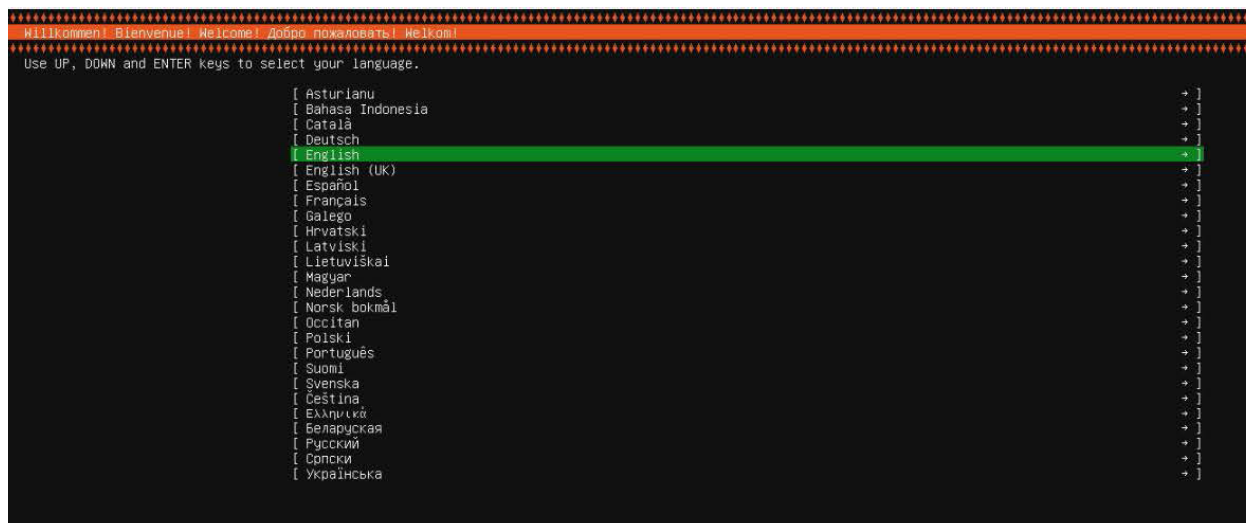 Willkommen! Bienvenue! Welcome! Добро пожаловать! Welkom!
Use UP, DOWN and ENTER keys to select your language.
[ Asturianu → ]
[ Bahasa Indonesia → ]
[ Català → ]
[ Deutsch → ]
[ English → ]
[ English (UK) → ]
[ Español → ]
[ Français → ]
[ Galego → ]
[ Hrvatski → ]
[ Latviski → ]
[ Lietuviškai → ]
[ Magyar → ]
[ Nederlands → ]
[ Norsk bokmål → ]
[ Occitan → ]
[ Polski → ]
[ Português → ]
[ Suomi → ]
[ Svenska → ]
[ Čeština → ]
[ Ελληνικά → ]
[ Беларуская → ]
[ Русский → ]
[ Српски → ]
[ Українська → ]